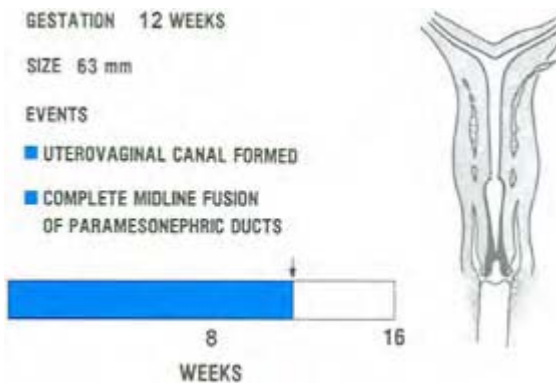 GESTATION 12 WEEKS
SIZE 63 mm
EVENTS
UTEROVAGINAL CANAL FORMED
COMPLETE MIDLINE FUSION
OF PARAMESONEPHRIC DUCTS
8 16
WEEKS